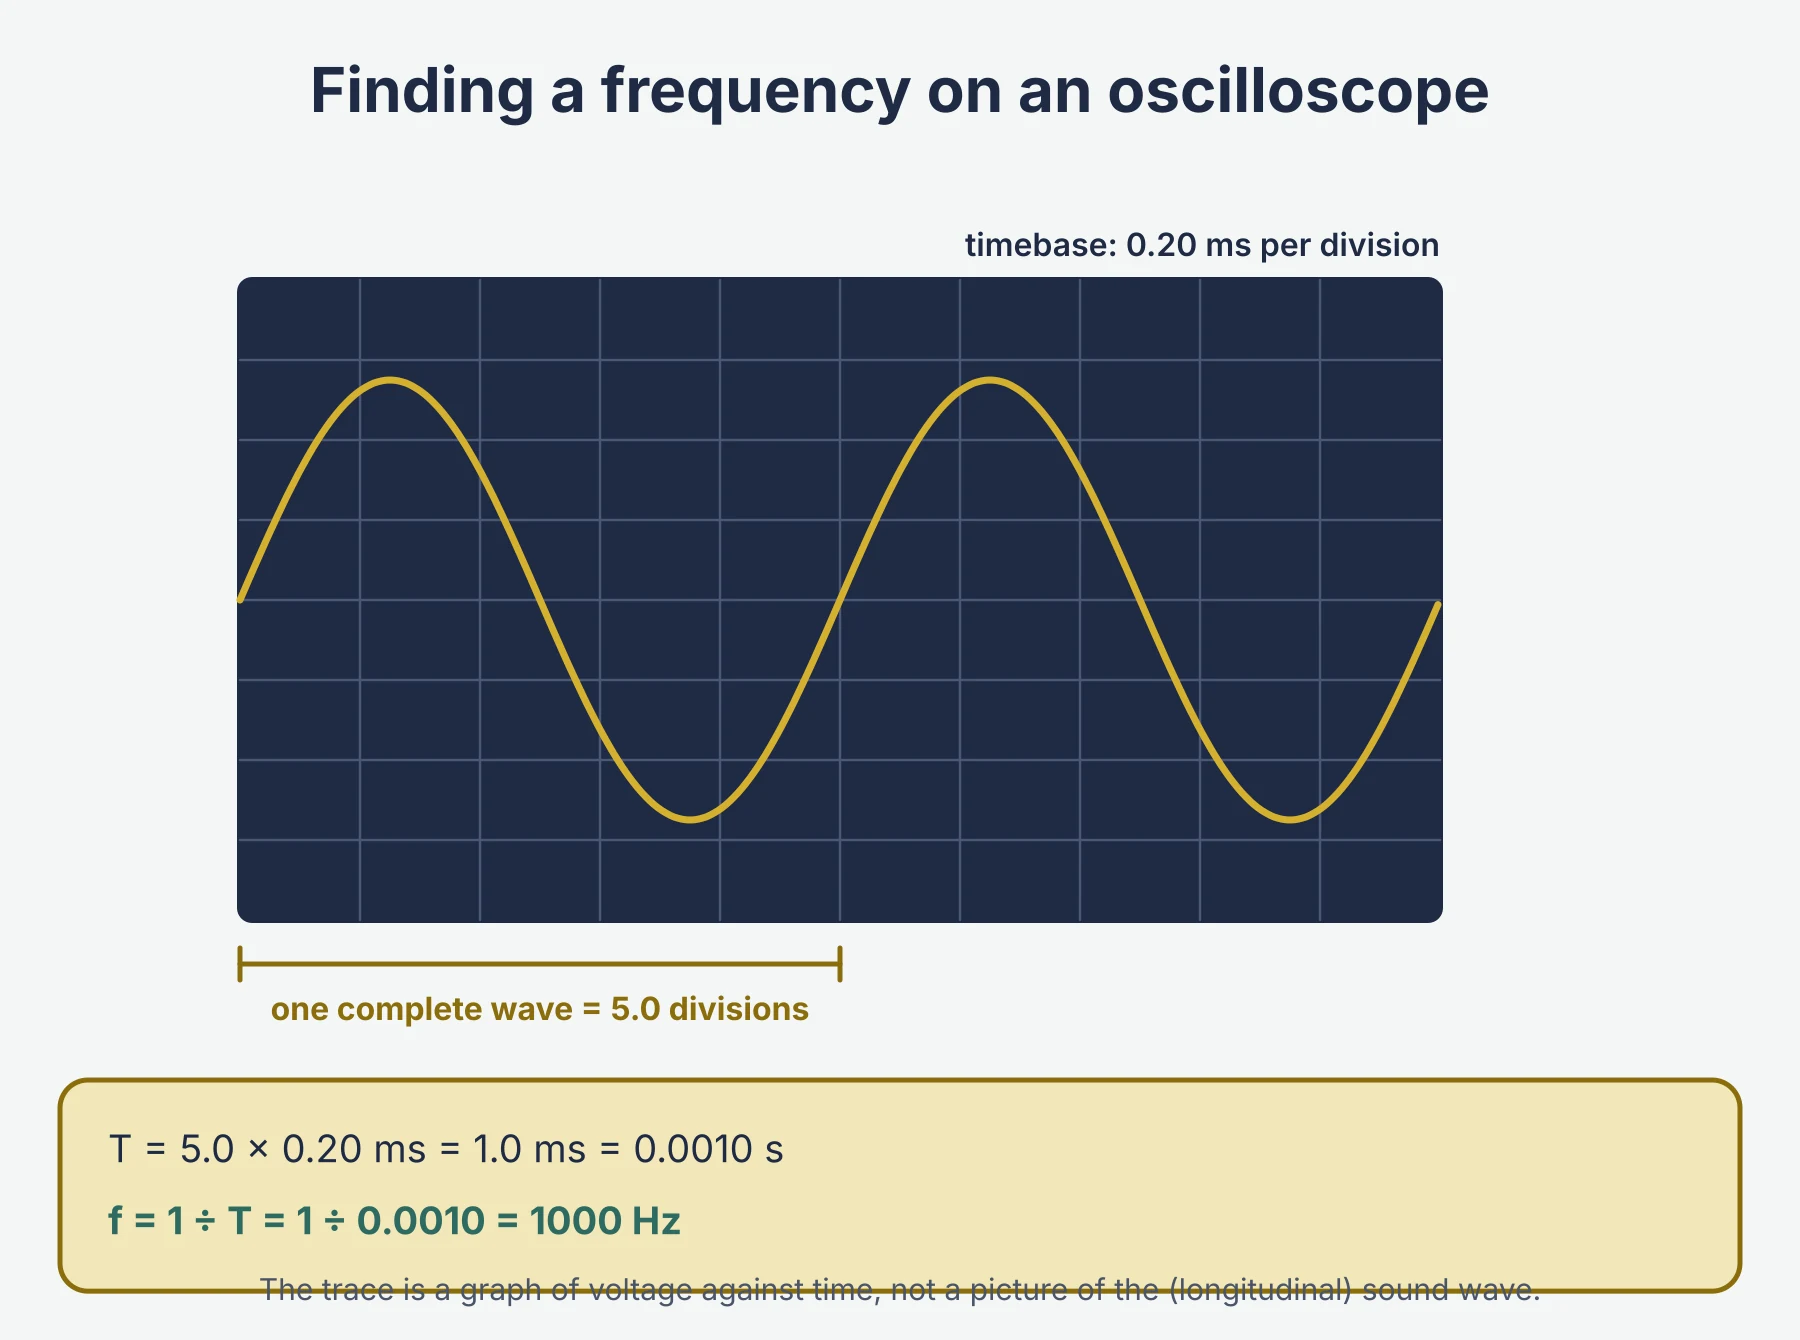 Finding a frequency on an oscilloscope
timebase: 0.20 ms per division
one complete wave = 5.0 divisions
T = 5.0 × 0.20 ms = 1.0 ms = 0.0010 s
f = 1 ÷ T = 1 ÷ 0.0010 = 1000 Hz
The trace is a graph of voltage against time, not a picture of the (longitudinal) sound wave.